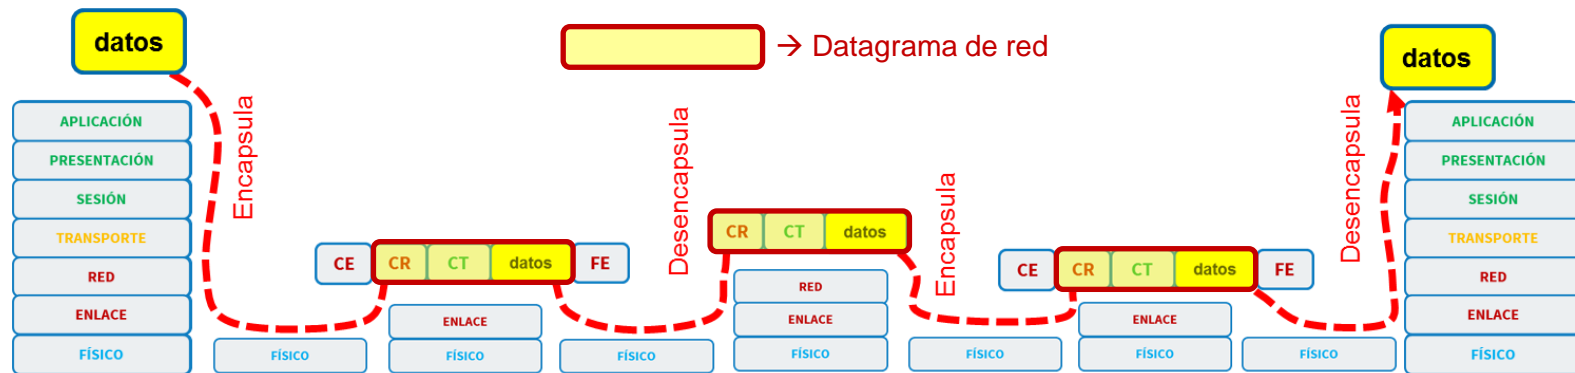 datos
→ Datagrama de red
datos
Encapsula
Desencapsula
Encapsula
Desencapsula
APLICACIÓN
PRESENTACIÓN
SESIÓN
TRANSPORTE
RED
ENLACE
FÍSICO
FÍSICO
CE CR CT datos FE
ENLACE
FÍSICO
FÍSICO
CR CT datos
RED
ENLACE
FÍSICO
FÍSICO
CE CR CT datos FE
ENLACE
FÍSICO
FÍSICO
APLICACIÓN
PRESENTACIÓN
SESIÓN
TRANSPORTE
RED
ENLACE
FÍSICO